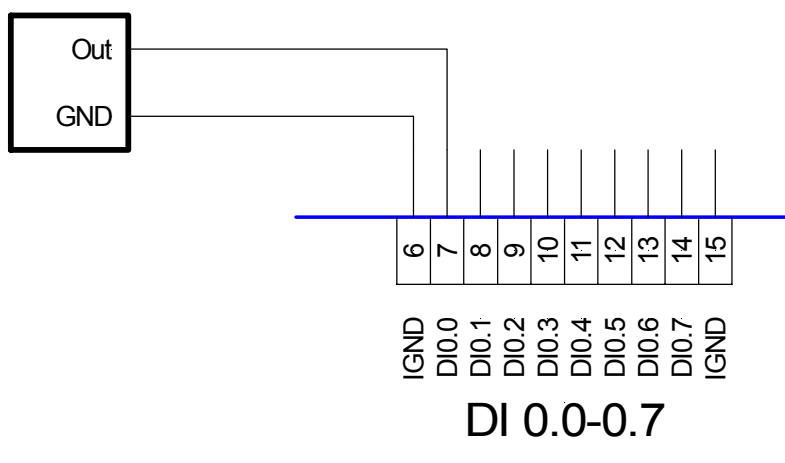 Out
GND
6 7 8 9 10 11 12 13 14 15
IGND DI0.0 DI0.1 DI0.2 DI0.3 DI0.4 DI0.5 DI0.6 DI0.7 IGND
DI 0.0-0.7